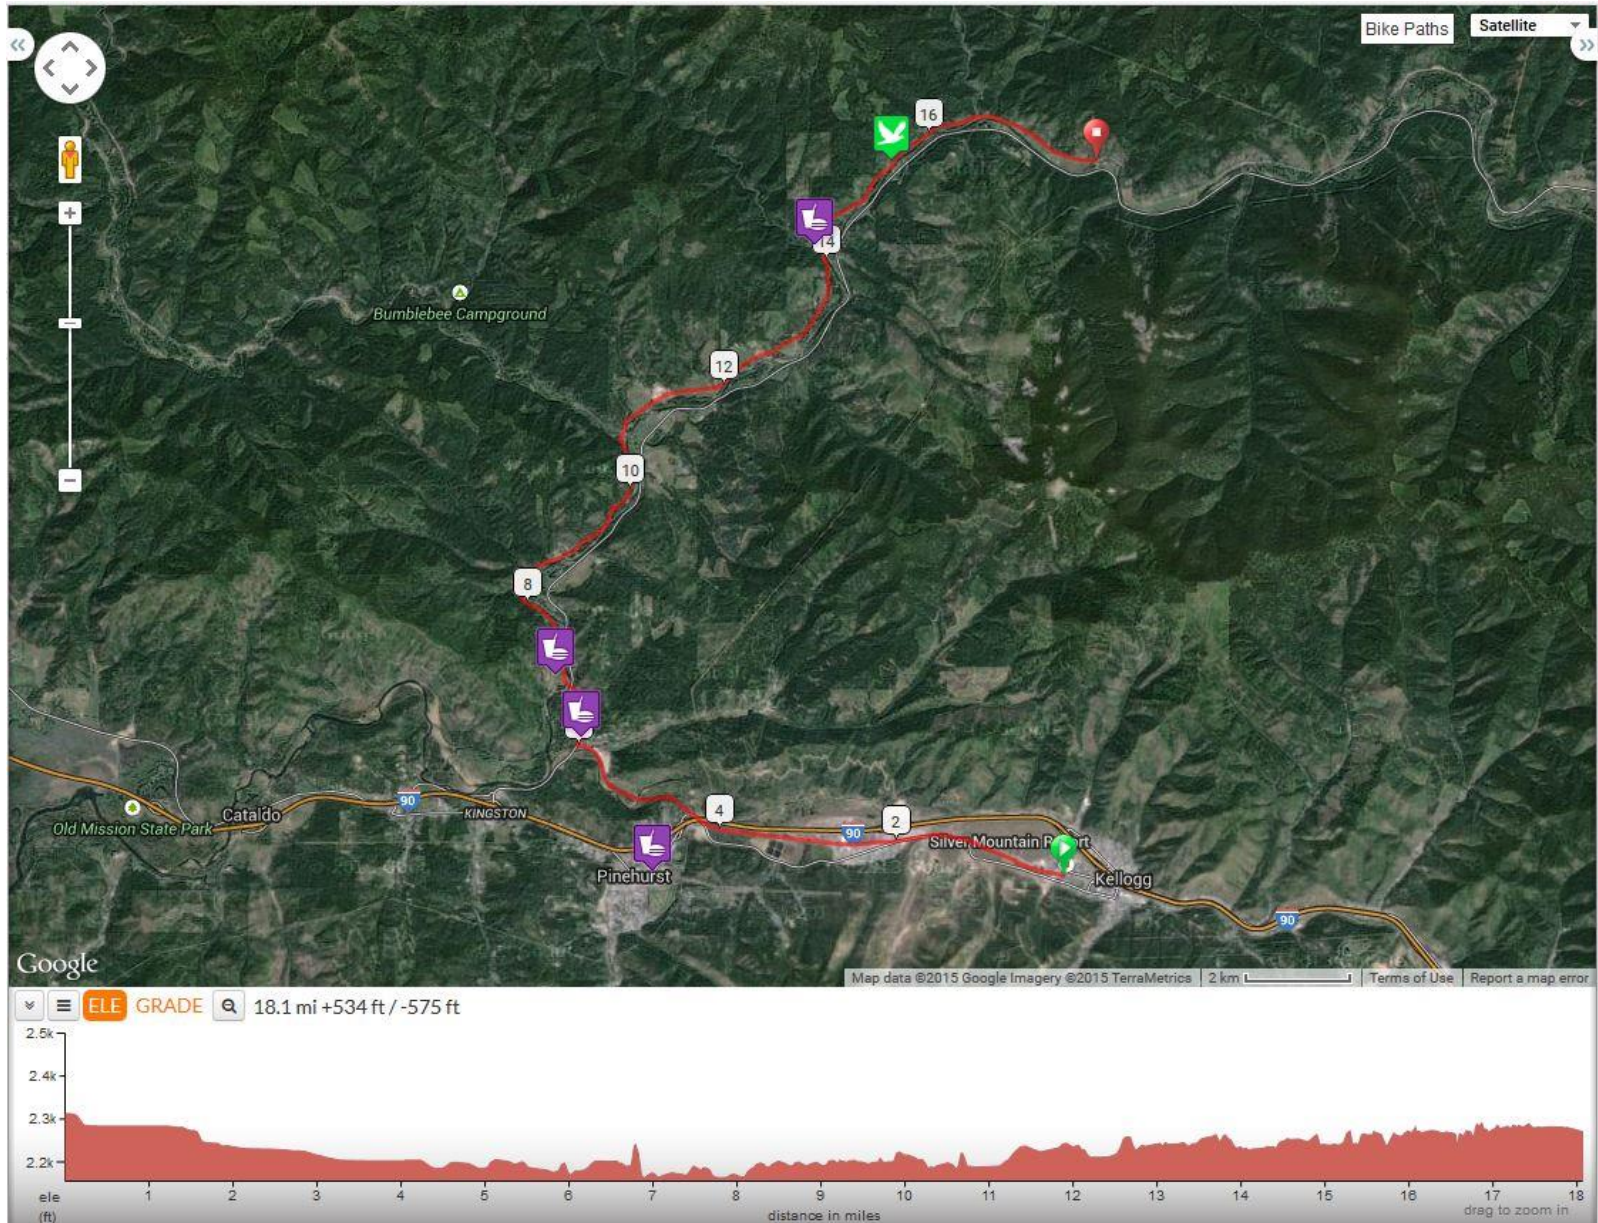 Bike Paths
Satellite
16
14
Bumblebee Campground
12
10
8
4
2
90
90
Cataldo
KINGSTON
Old Mission State Park
Silver Mountain R rt
Pinehurst
Kellogg
90
Google
Map data ©2015 Google Imagery ©2015 TerraMetrics
2 km
Terms of Use
Report a map error
ELE
GRADE
18.1 mi +534 ft / -575 ft
2.5k
2.4k
2.3k
2.2k
ele
(ft)
1 2 3 4 5 6 7 8 9 10 11 12 13 14 15 16 17 18
distance in miles
drag to zoom in